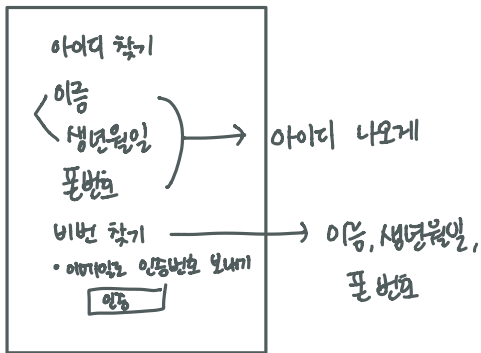 아이디 찾기
이름
생년월일
폰번호
아이디 나오게
비번 찾기
이름, 생년월일,
폰 번호
• 이메일로 인증번호 보내기
인증